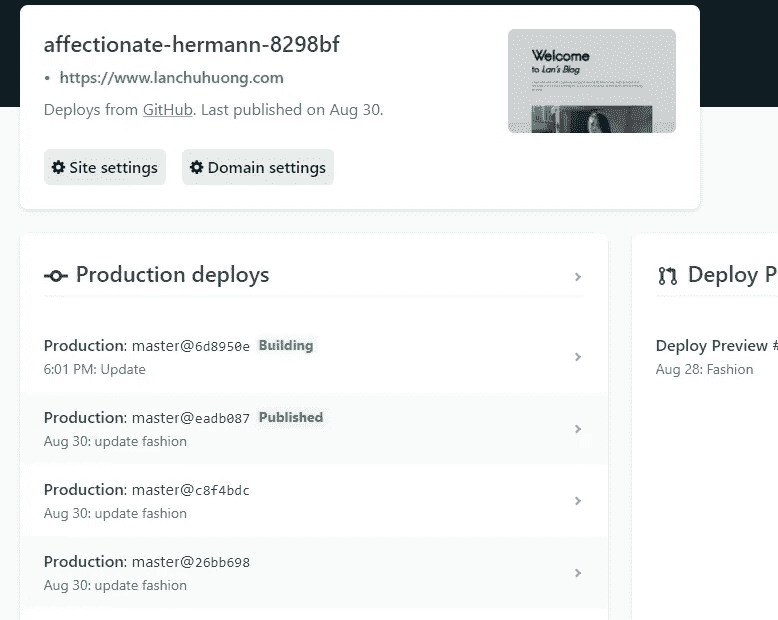 affectionate-hermann-8298bf
• https://www.lanchuhuong.com
Deploys from GitHub. Last published on Aug 30.
Site settings
Domain settings
Welcome
to Lan's Blog
Production deploys
Production: master@6d8950e Building
6:01 PM: Update
Production: master@eadb087 Published
Aug 30: update fashion
Production: master@c8f4bdc
Aug 30: update fashion
Production: master@26bb698
Aug 30: update fashion
Deploy P
Deploy Preview #
Aug 28: Fashion